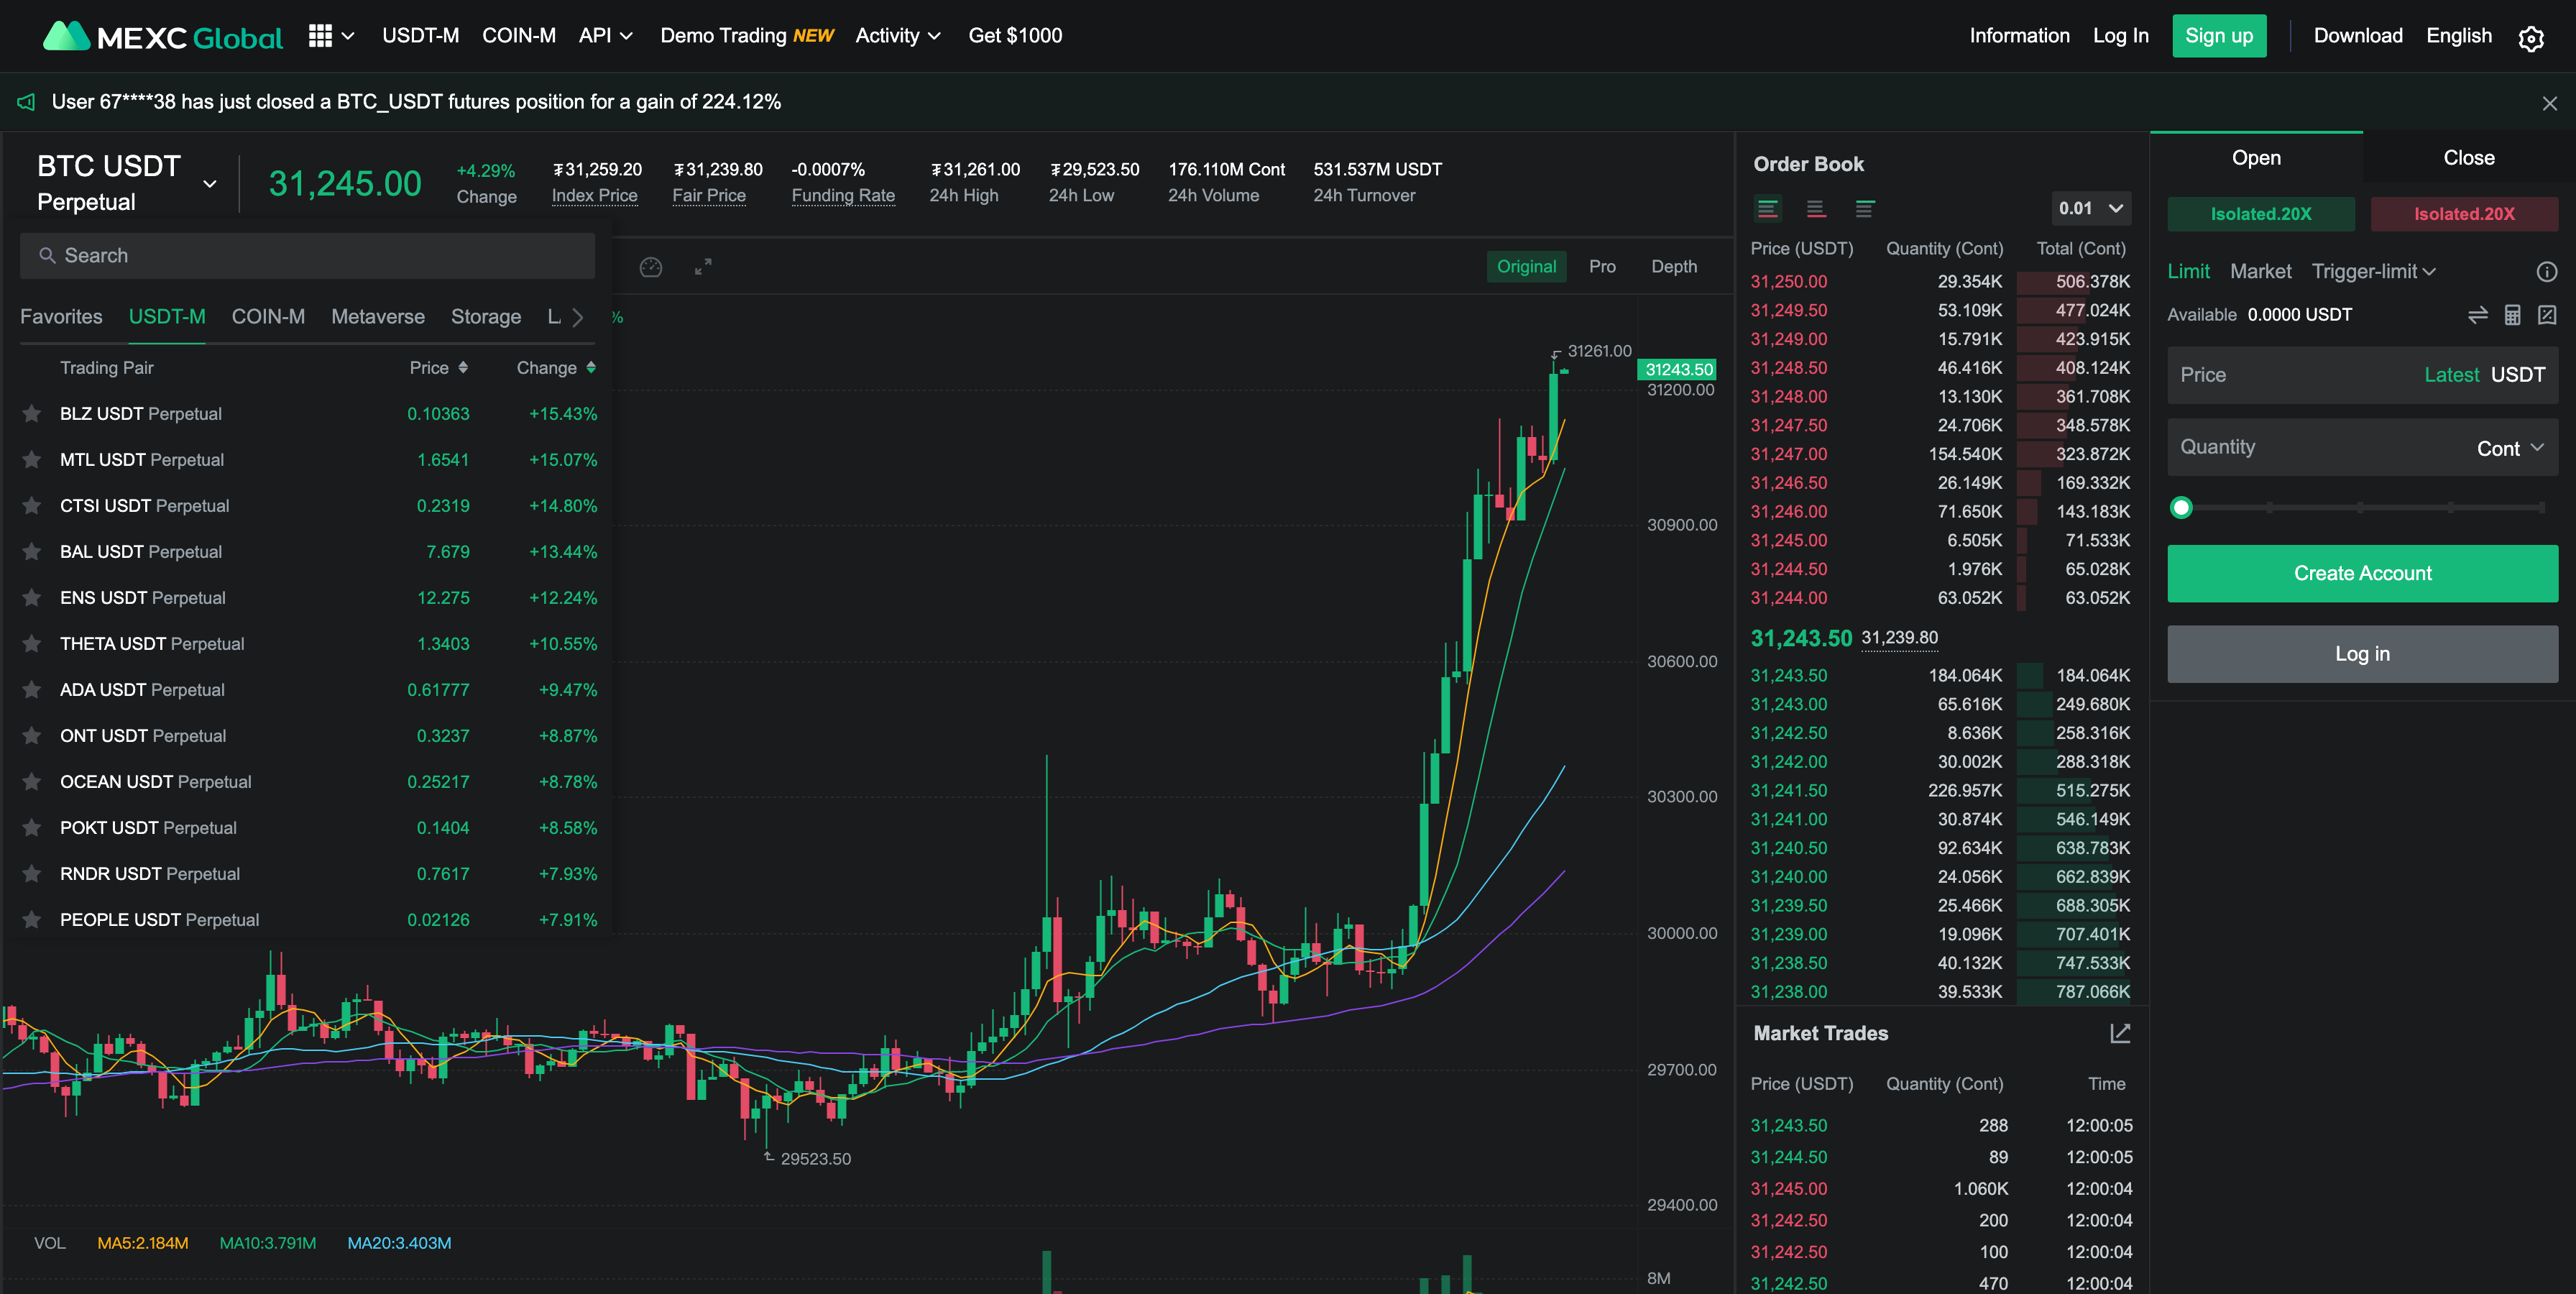 MEXC Global USDT-M COIN-M API Demo Trading NEW Activity Get $1000 Information Log In Sign up Download English
User 67****38 has just closed a BTC_USDT futures position for a gain of 224.12%
BTC USDT
Perpetual
31,245.00
+4.29%
Change
₮31,259.20
Index Price
₮31,239.80
Fair Price
-0.0007%
Funding Rate
₮31,261.00
24h High
₮29,523.50
24h Low
176.110M Cont
24h Volume
531.537M USDT
24h Turnover
Search
Favorites USDT-M COIN-M Metaverse Storage
Trading Pair Price Change
BLZ USDT Perpetual 0.10363 +15.43%
MTL USDT Perpetual 1.6541 +15.07%
CTSI USDT Perpetual 0.2319 +14.80%
BAL USDT Perpetual 7.679 +13.44%
ENS USDT Perpetual 12.275 +12.24%
THETA USDT Perpetual 1.3403 +10.55%
ADA USDT Perpetual 0.61777 +9.47%
ONT USDT Perpetual 0.3237 +8.87%
OCEAN USDT Perpetual 0.25217 +8.78%
POKT USDT Perpetual 0.1404 +8.58%
RNDR USDT Perpetual 0.7617 +7.93%
PEOPLE USDT Perpetual 0.02126 +7.91%
%
Original Pro Depth
31261.00
31243.50
31200.00
30900.00
30600.00
30300.00
30000.00
29700.00
29523.50
29400.00
VOL MA5:2.184M MA10:3.791M MA20:3.403M
8M
Order Book
0.01
Price (USDT) Quantity (Cont) Total (Cont)
31,250.00 29.354K 506.378K
31,249.50 53.109K 477.024K
31,249.00 15.791K 423.915K
31,248.50 46.416K 408.124K
31,248.00 13.130K 361.708K
31,247.50 24.706K 348.578K
31,247.00 154.540K 323.872K
31,246.50 26.149K 169.332K
31,246.00 71.650K 143.183K
31,245.00 6.505K 71.533K
31,244.50 1.976K 65.028K
31,244.00 63.052K 63.052K
31,243.50 31,239.80
31,243.50 184.064K 184.064K
31,243.00 65.616K 249.680K
31,242.50 8.636K 258.316K
31,242.00 30.002K 288.318K
31,241.50 226.957K 515.275K
31,241.00 30.874K 546.149K
31,240.50 92.634K 638.783K
31,240.00 24.056K 662.839K
31,239.50 25.466K 688.305K
31,239.00 19.096K 707.401K
31,238.50 40.132K 747.533K
31,238.00 39.533K 787.066K
Market Trades
Price (USDT) Quantity (Cont) Time
31,243.50 288 12:00:05
31,244.50 89 12:00:05
31,245.00 1.060K 12:00:04
31,242.50 200 12:00:04
31,242.50 100 12:00:04
31,242.50 470 12:00:04
Open Close
Isolated.20X Isolated.20X
Limit Market Trigger-limit
Available 0.0000 USDT
Price Latest USDT
Quantity Cont
Create Account
Log in